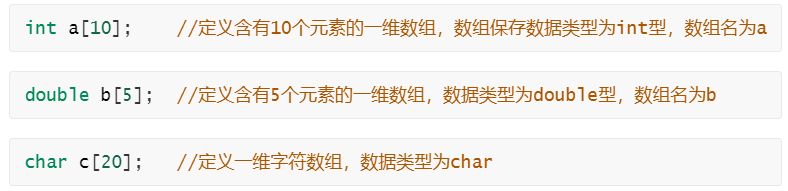 int a[10];    //定义含有10个元素的一维数组，数组保存数据类型为int型，数组名为a
double b[5];  //定义含有5个元素的一维数组，数据类型为double型，数组名为b
char c[20];   //定义一维字符数组，数据类型为char